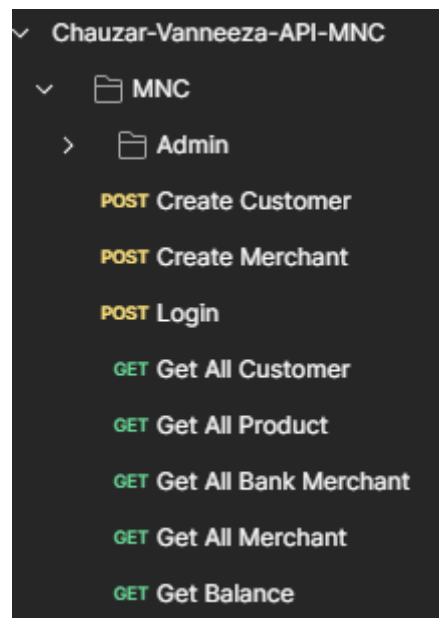 Chauzar-Vanneeza-API-MNC
MNC
Admin
POST Create Customer
POST Create Merchant
POST Login
GET Get All Customer
GET Get All Product
GET Get All Bank Merchant
GET Get All Merchant
GET Get Balance